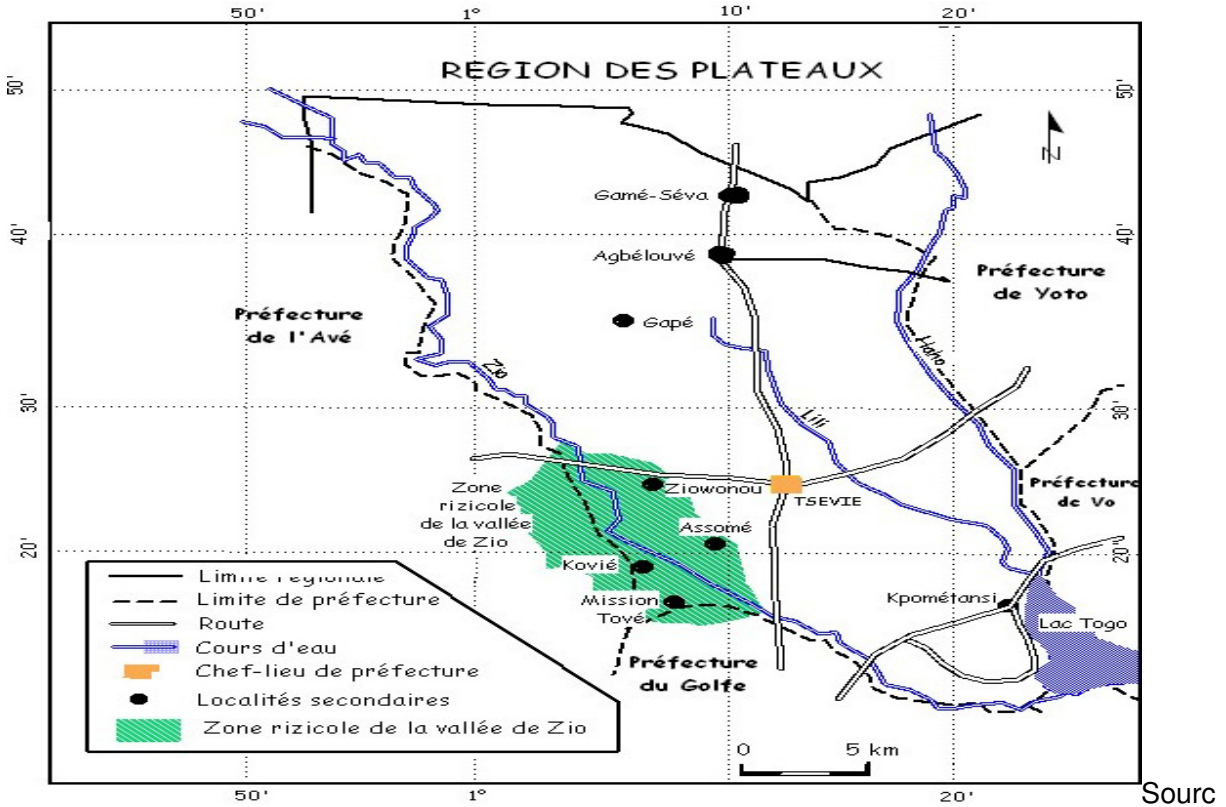 50'
1°
10'
20'
REGION DES PLATEAUX
50'
50'
N
Gamé-Séva
40'
40'
Agbélouvé
Préfecture
de Yoto
Préfecture
de l'Avé
Gapé
Haho
Zio
30'
30'
Lili
Zone
rizicole
de la vallée
de Zio
Ziowonou
TSEVIE
Préfecture
de Vo
Assomé
20'
20'
Kovié
Mission
Tové
Kpométansi
Lac Togo
Préfecture
du Golfe
Limite régionale
Limite de préfecture
Route
Cours d'eau
Chef-lieu de préfecture
Localités secondaires
Zone rizicole de la vallée de Zio
0 5 km
50'
1°
10'
20'
Sourc